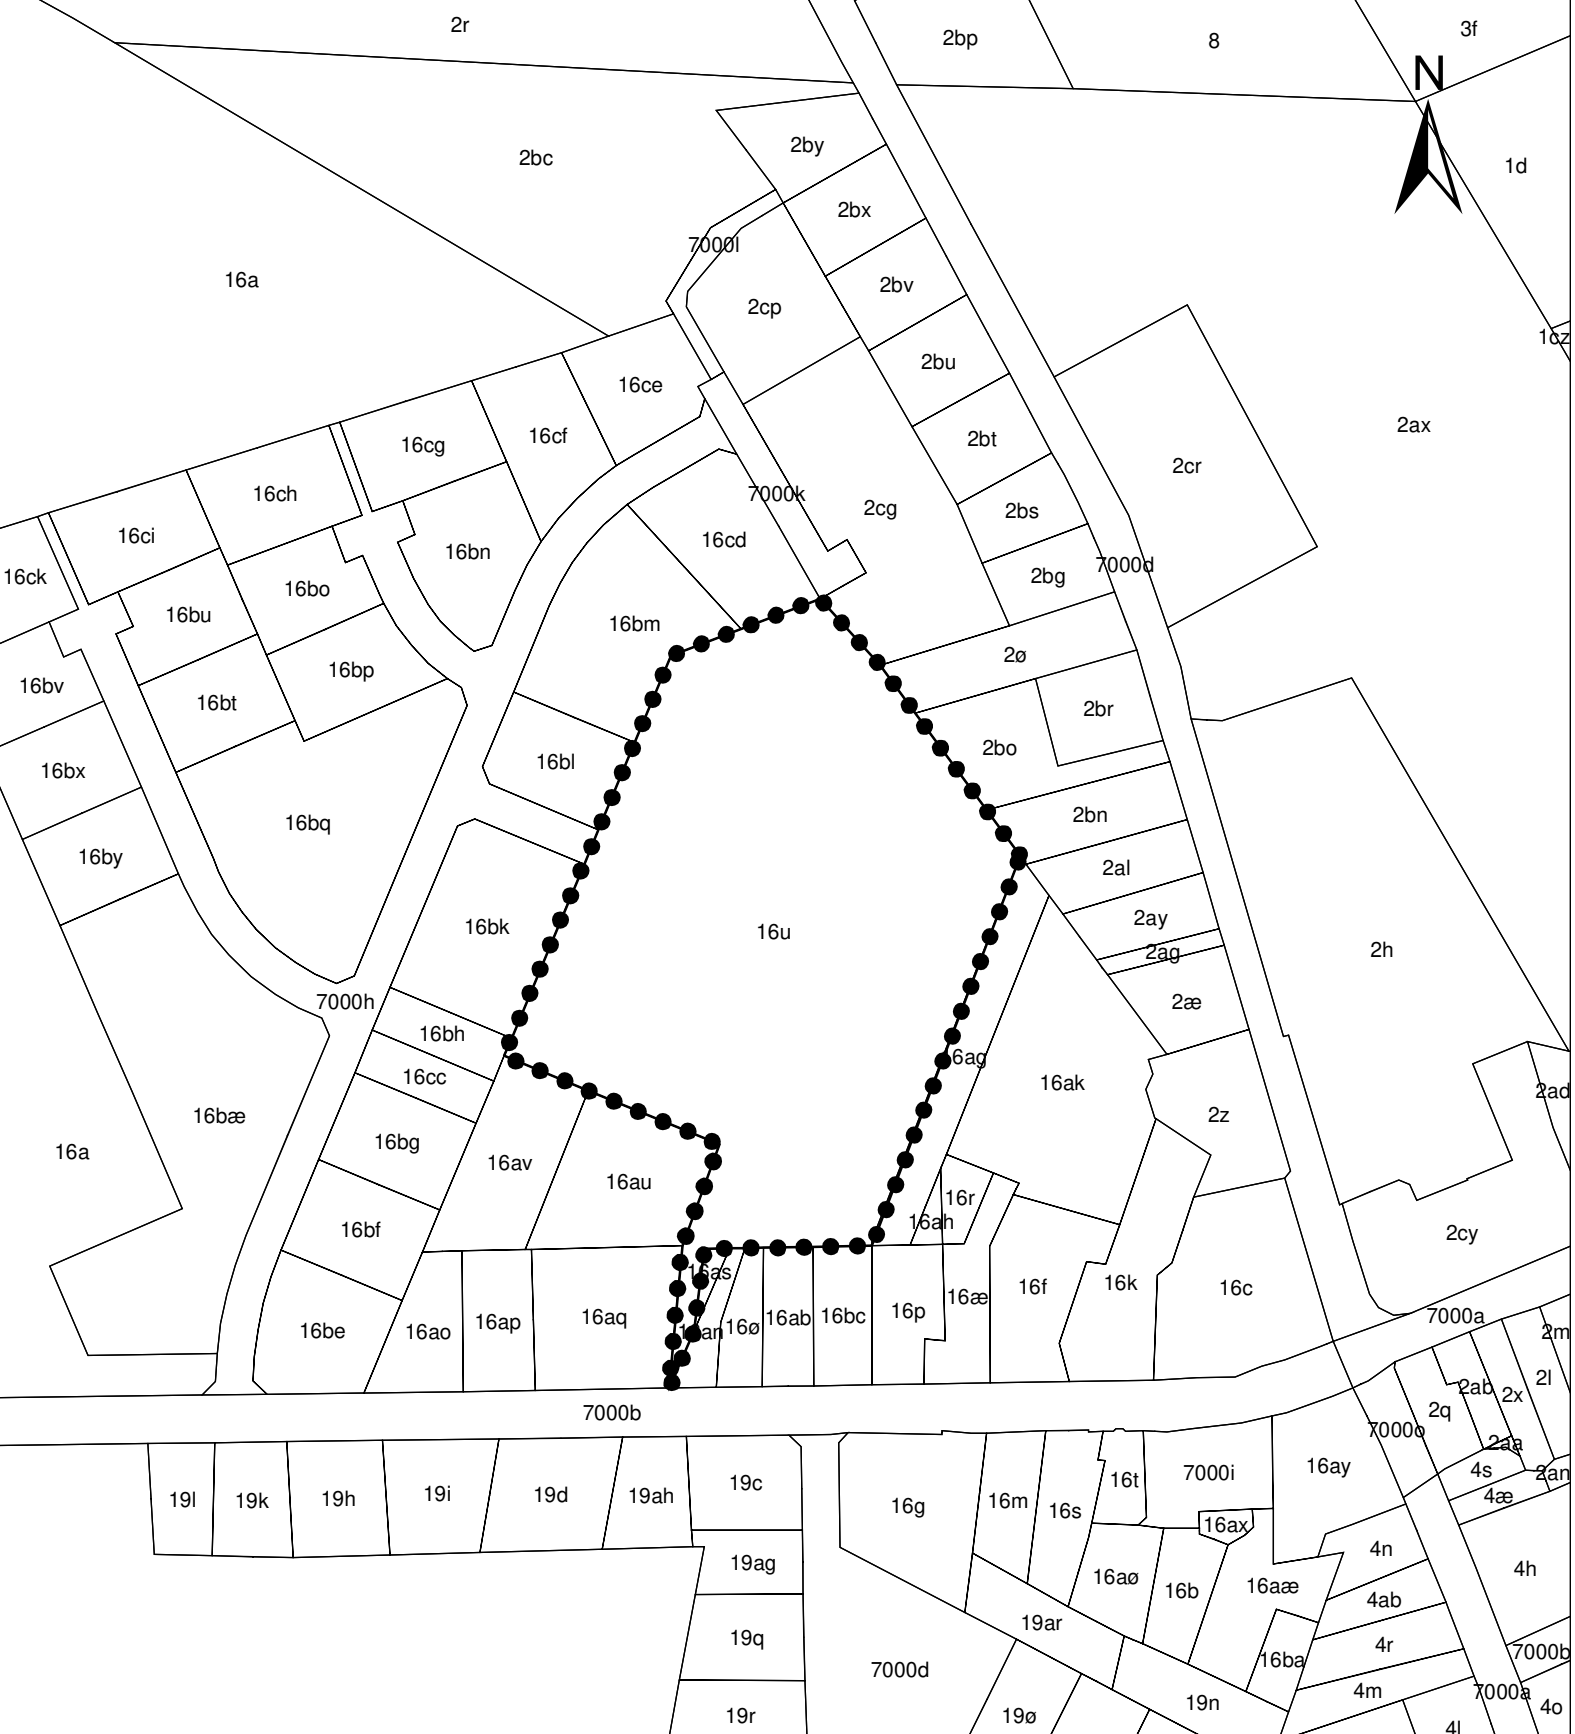 2r
2bp
8
3f
N
2by
2bc
1d
2bx
7000l
16a
2bv
2cp
1cz
2bu
16ce
2ax
16cf
2bt
16cg
2cr
16ch
7000k
2cg
2bs
16ci
16cd
16bn
7000d
16ck
2bg
16bo
16bu
16bm
2ø
16bp
16bv
16bt
2br
2bo
16bl
16bx
2bn
16bq
16by
2al
2ay
16bk
16u
2h
2ag
7000h
2æ
16bh
6ag
16cc
16ak
2ad
16bæ
2z
16bg
16a
16av
16au
16r
16ah
16bf
2cy
16as
16f
16k
16c
16æ
16p
16bc
16ab
16aq
7000a
16ap
16ø
16an
16be
16ao
2m
2l
2ab
2x
2q
7000b
7000o
2aa
16ay
4s
2an
7000i
16t
19c
4æ
19l
19k
19h
19i
19d
19ah
16m
16g
16s
16ax
4n
19ag
4h
16aø
16aæ
16b
4ab
19ar
19q
4r
7000b
16ba
7000d
4m
7000a
19n
4o
19r
19ø
4l